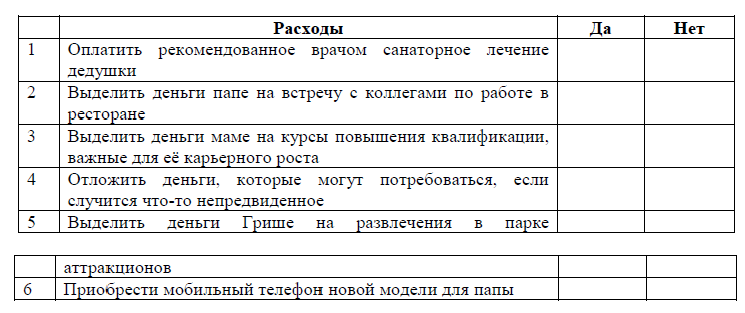 Расходы Да Нет
1 Оплатить рекомендованное врачом санаторное лечение
дедушки
2 Выделить деньги папе на встречу с коллегами по работе в
ресторане
3 Выделить деньги маме на курсы повышения квалификации,
важные для её карьерного роста
4 Отложить деньги, которые могут потребоваться, если
случится что-то непредвиденное
5 Выделить деньги Грише на развлечения в парке
аттракционов
6 Приобрести мобильный телефон новой модели для папы